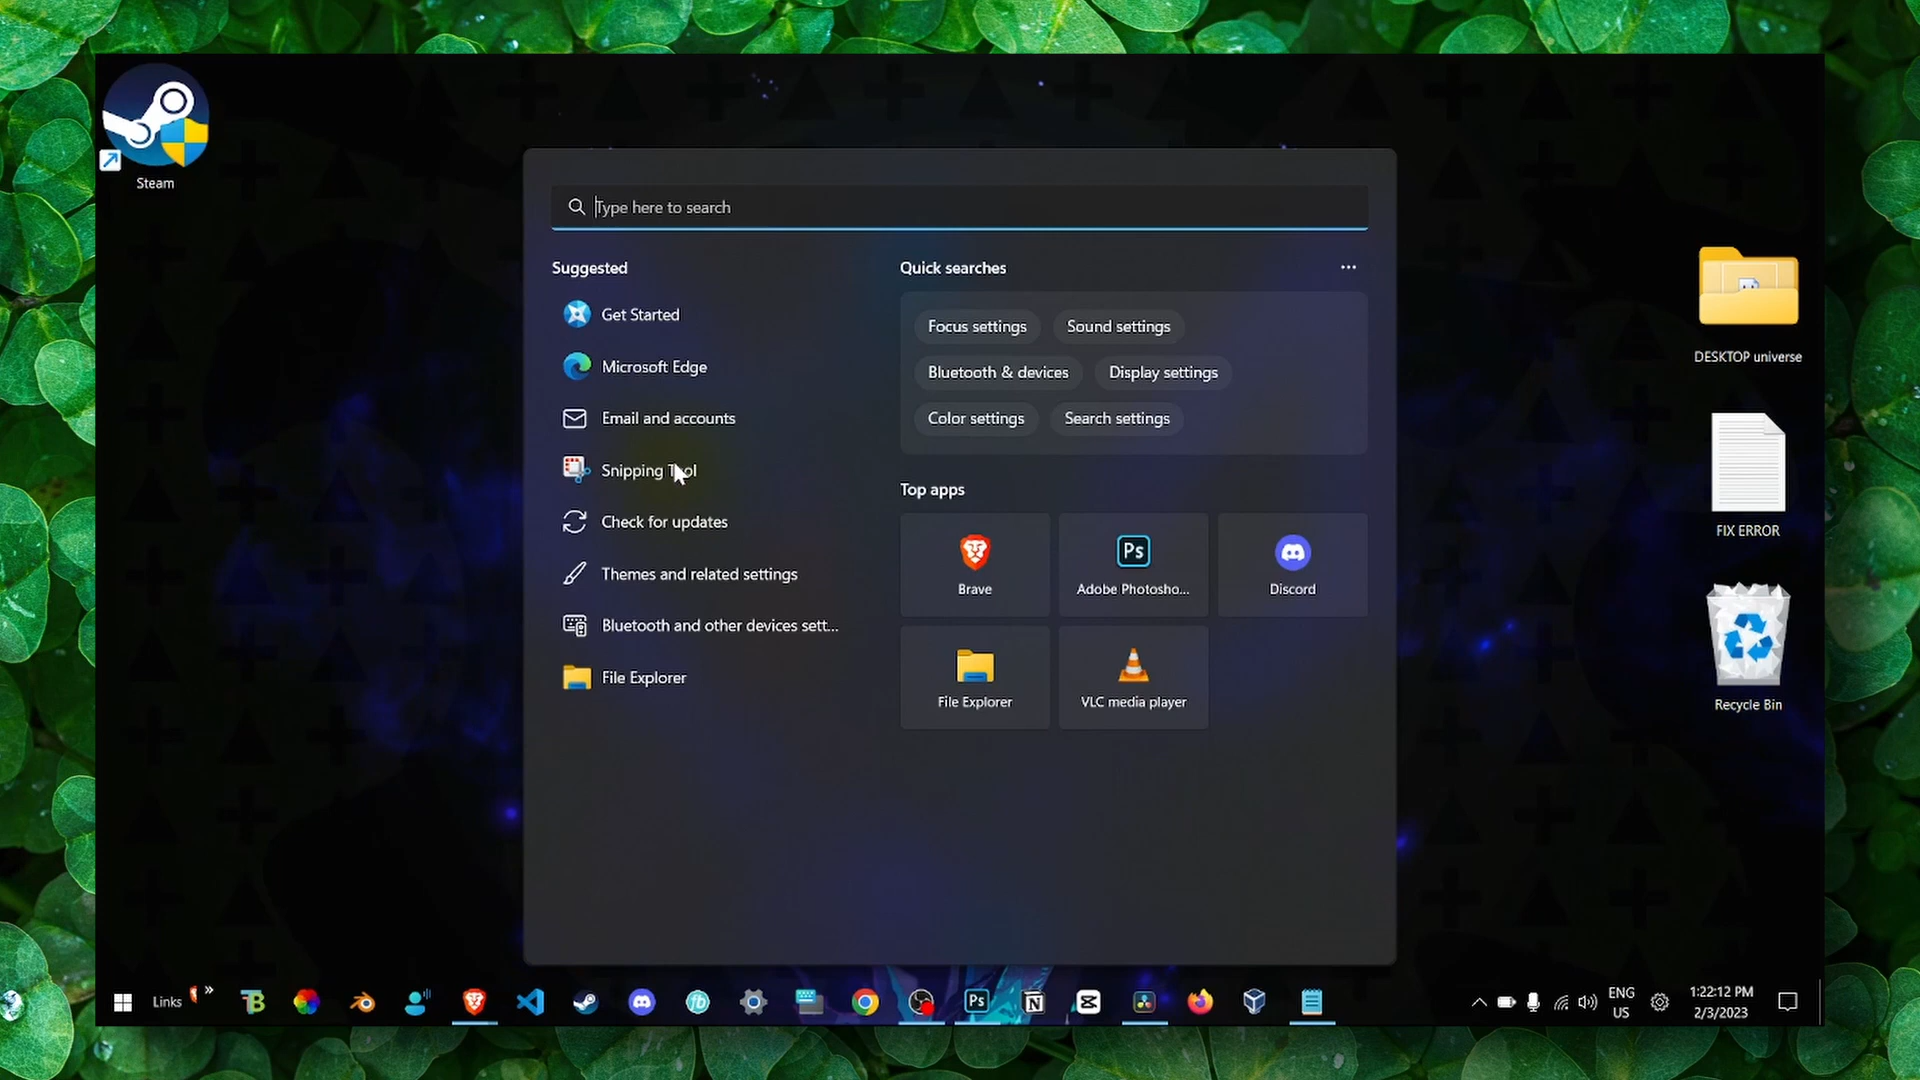 Steam
Type here to search
Suggested
Get Started
Microsoft Edge
Email and accounts
Snipping Tool
Check for updates
Themes and related settings
Bluetooth and other devices sett...
File Explorer
Quick searches
Focus settings
Sound settings
Bluetooth & devices
Display settings
Color settings
Search settings
Top apps
Brave
Ps
Adobe Photosho...
Discord
File Explorer
VLC media player
DESKTOP universe
FIX ERROR
Recycle Bin
Links
Ps
ENG
US
1:22:12 PM
2/3/2023